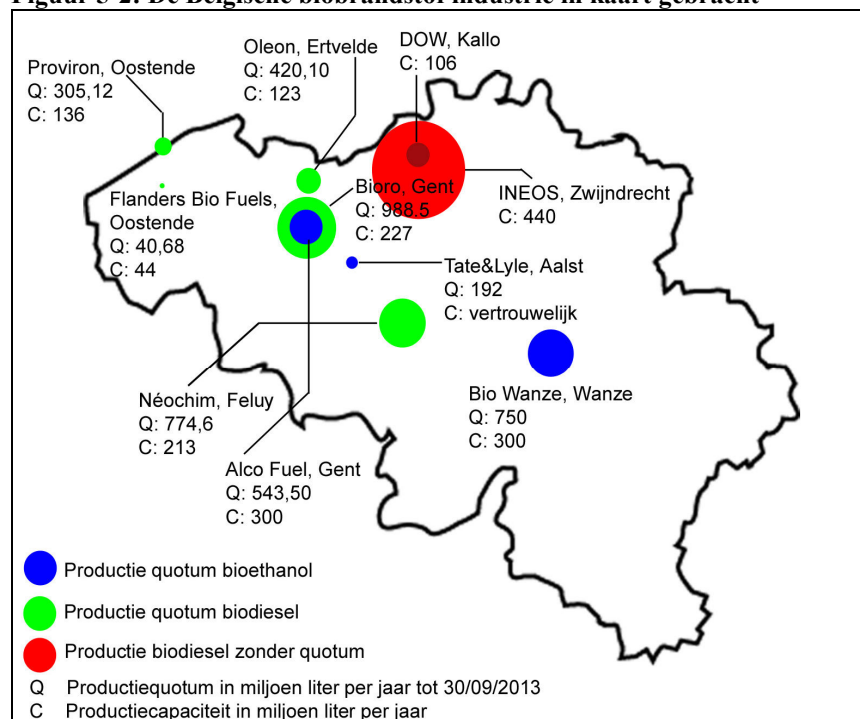 Figuur 3-2: De Belgische biobrandstof industrie in kaart gebracht
Proviron, Oostende
Q: 305,12
C: 136
Oleon, Ertvelde
Q: 420,10
C: 123
DOW, Kallo
C: 106
Flanders Bio Fuels,
Oostende
Q: 40,68
C: 44
Bioro, Gent
Q: 988.5
C: 227
INEOS, Zwijndrecht
C: 440
Tate&Lyle, Aalst
Q: 192
C: vertrouwelijk
Néochim, Feluy
Q: 774,6
C: 213
Bio Wanze, Wanze
Q: 750
C: 300
Alco Fuel, Gent
Q: 543,50
C: 300
Productie quotum bioethanol
Productie quotum biodiesel
Productie biodiesel zonder quotum
Q Productiequotum in miljoen liter per jaar tot 30/09/2013
C Productiecapaciteit in miljoen liter per jaar